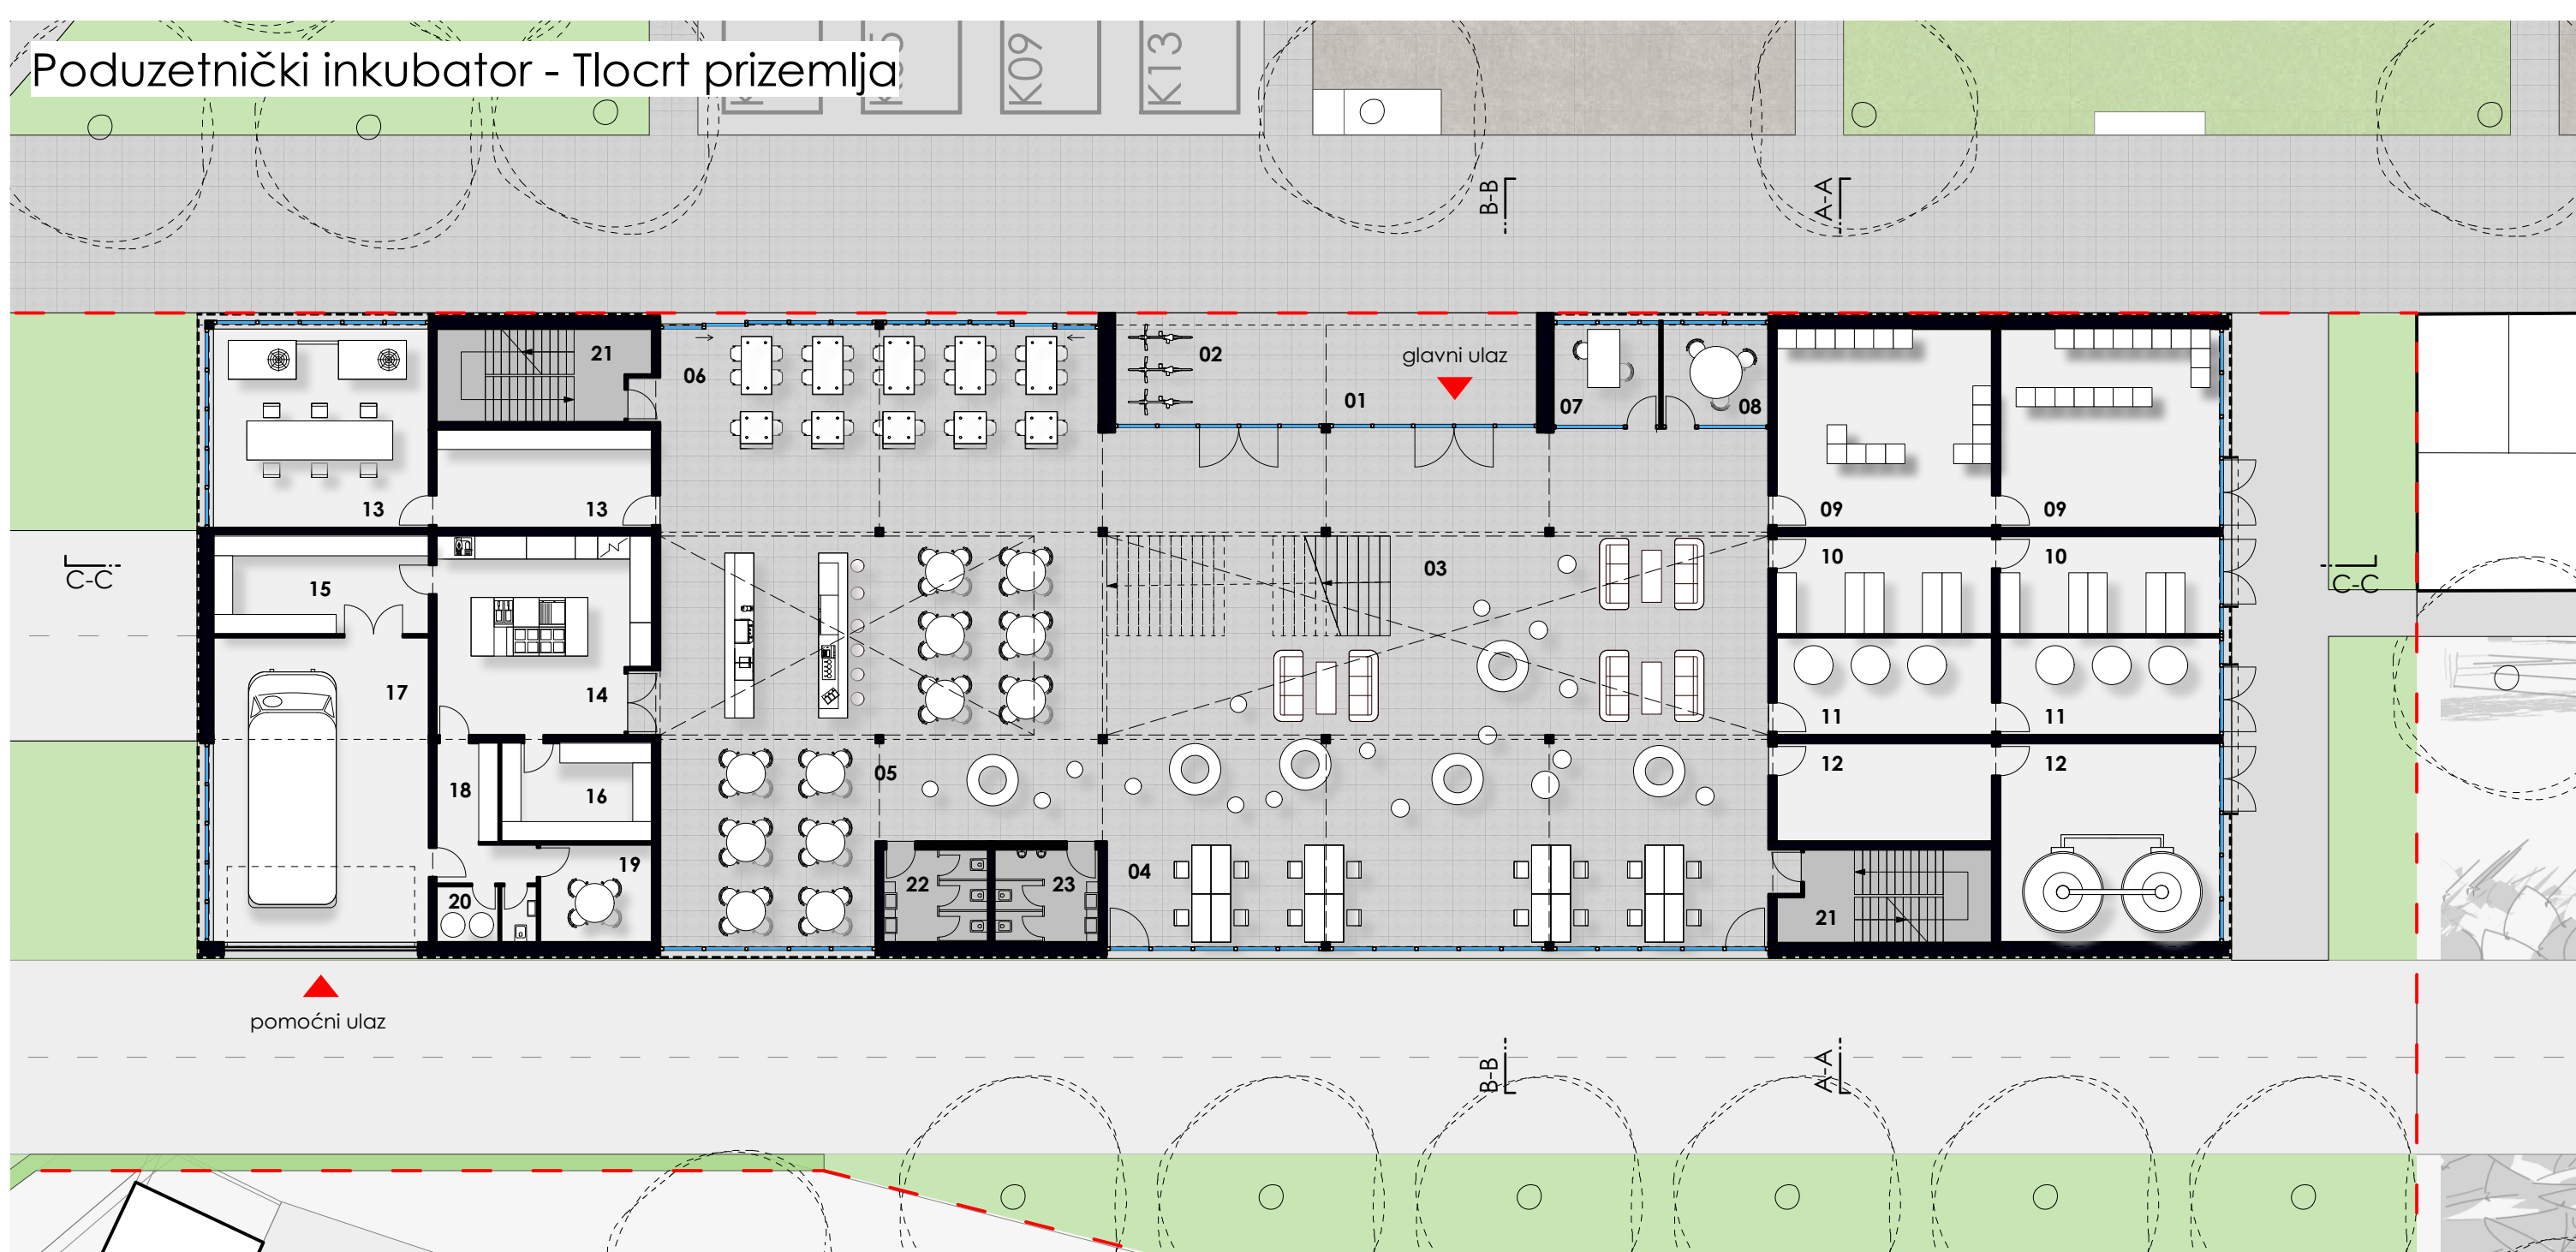 Poduzetnički inkubator - Tlocrt prizemlja
K09
K13
B-B
A-A
21
02
glavni ulaz
06
01
07
08
13
13
09
09
C-C
15
03
10
10
C-C
17
14
11
11
05
12
12
18
16
19
22
23
04
20
21
pomoćni ulaz
B-B
A-A